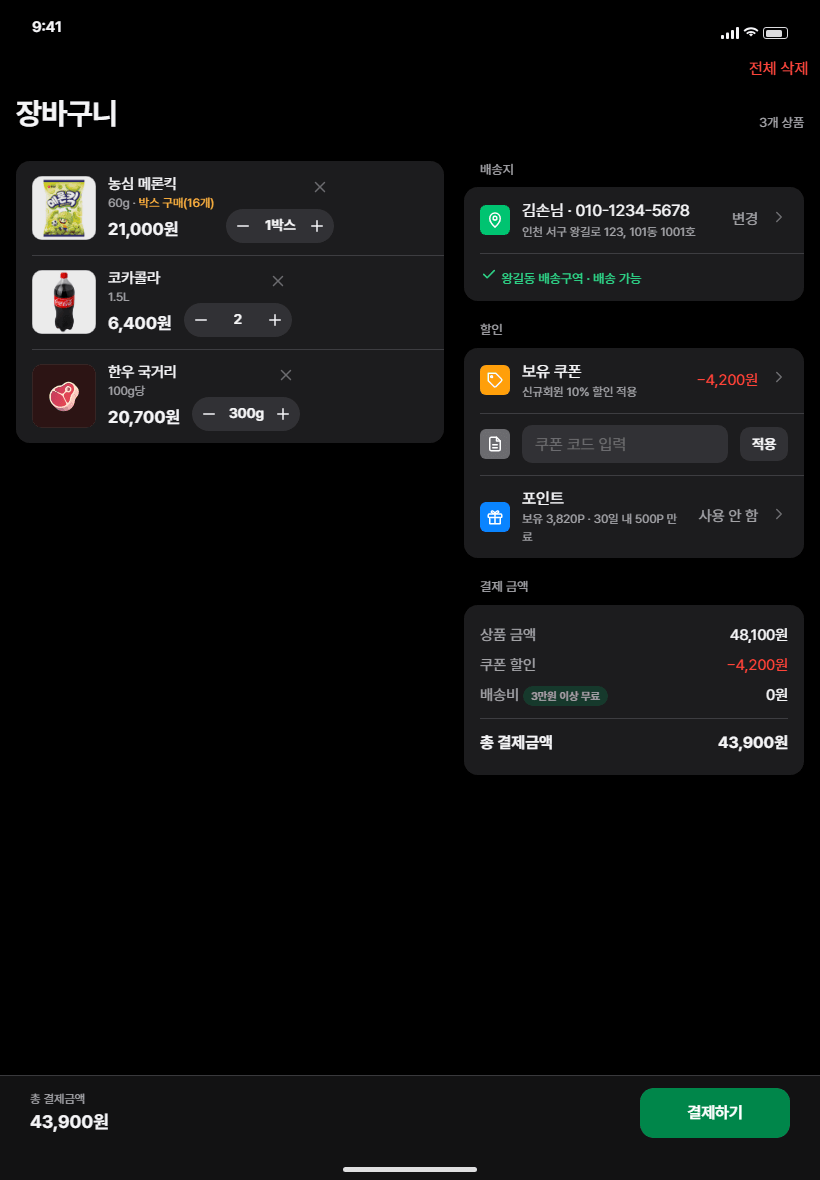 9:41
전체 삭제
장바구니
3개 상품
농심 메론킥
60g · 박스 구매(16개)
21,000원
1박스
코카콜라
1.5L
6,400원
2
한우 국거리
100g당
20,700원
300g
배송지
김손님 · 010-1234-5678
인천 서구 왕길로 123, 101동 1001호
변경
왕길동 배송구역 · 배송 가능
할인
보유 쿠폰
신규회원 10% 할인 적용
−4,200원
쿠폰 코드 입력
적용
포인트
보유 3,820P · 30일 내 500P 만
료
사용 안 함
결제 금액
상품 금액
48,100원
쿠폰 할인
−4,200원
배송비 3만원 이상 무료
0원
총 결제금액
43,900원
총 결제금액
43,900원
결제하기